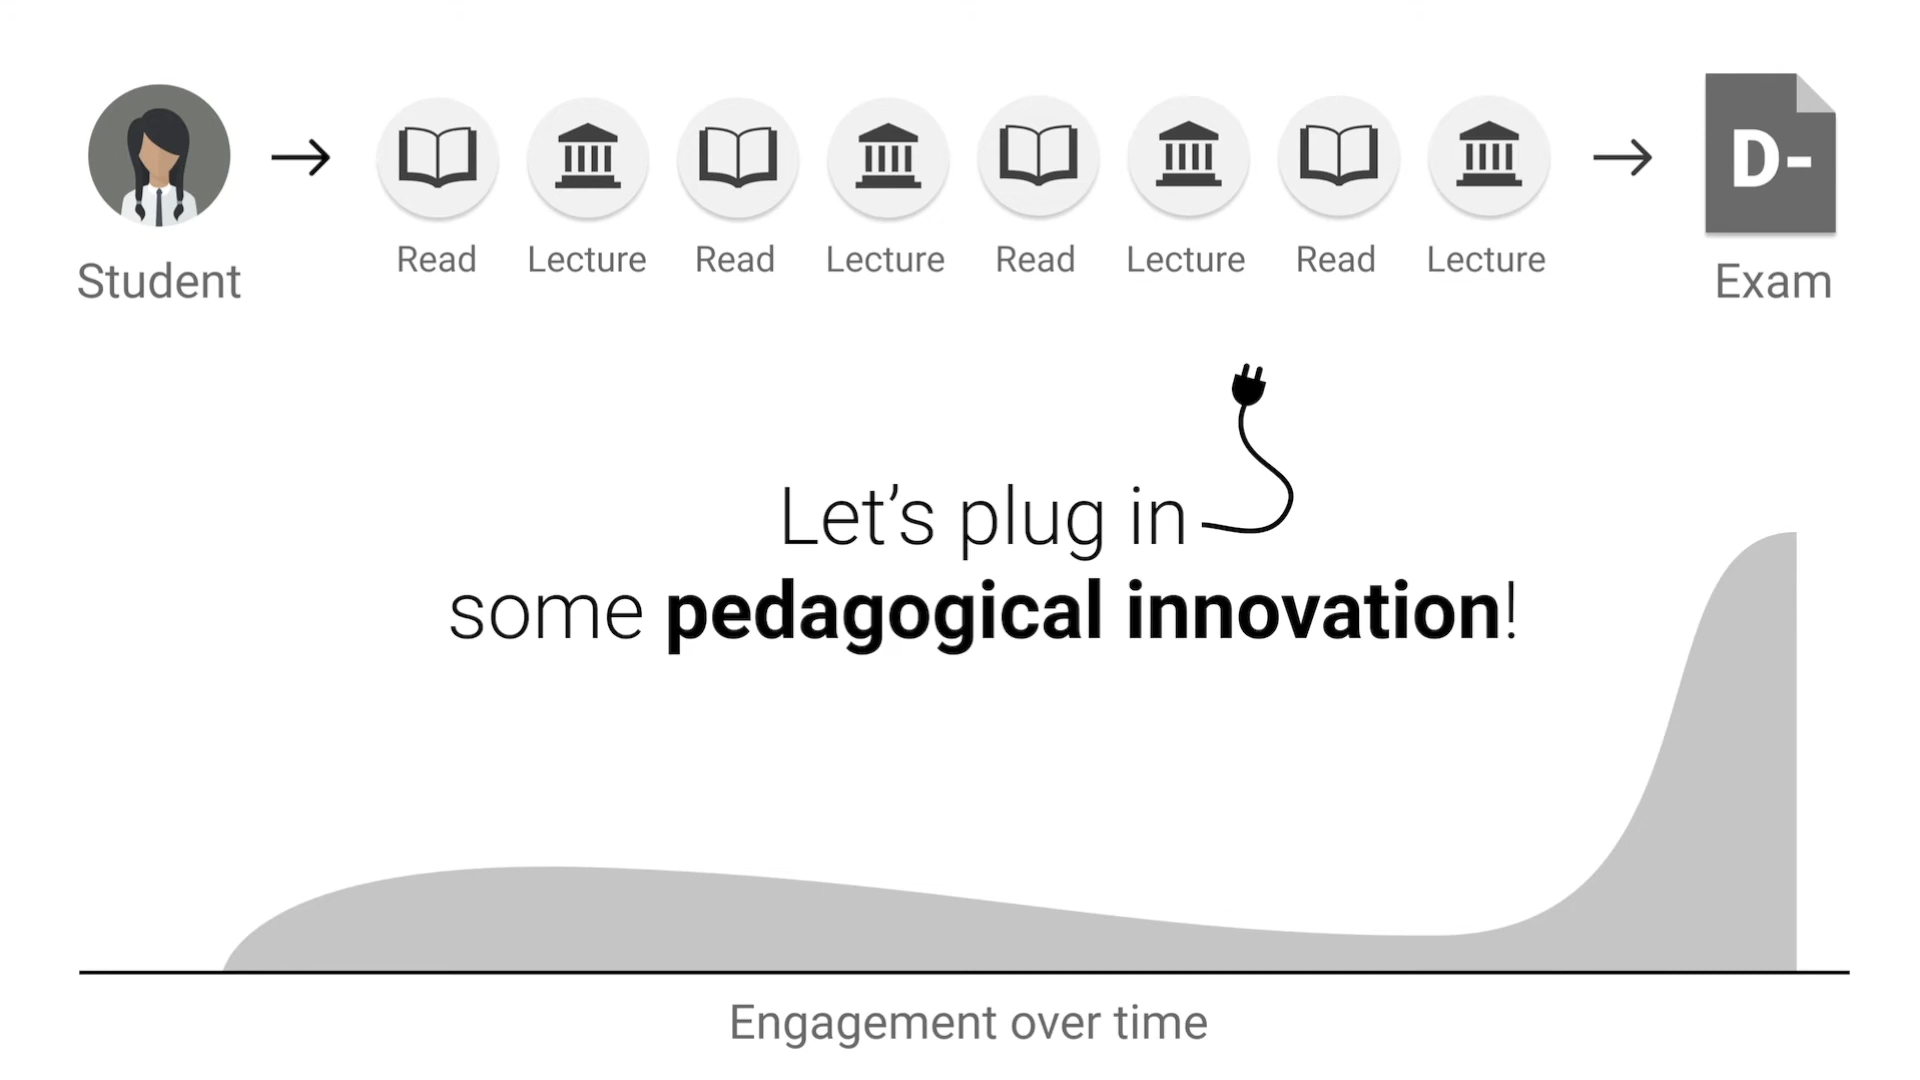 D-
Student
Read Lecture Read Lecture Read Lecture Read Lecture
Exam
Let’s plug in
some pedagogical innovation!
Engagement over time